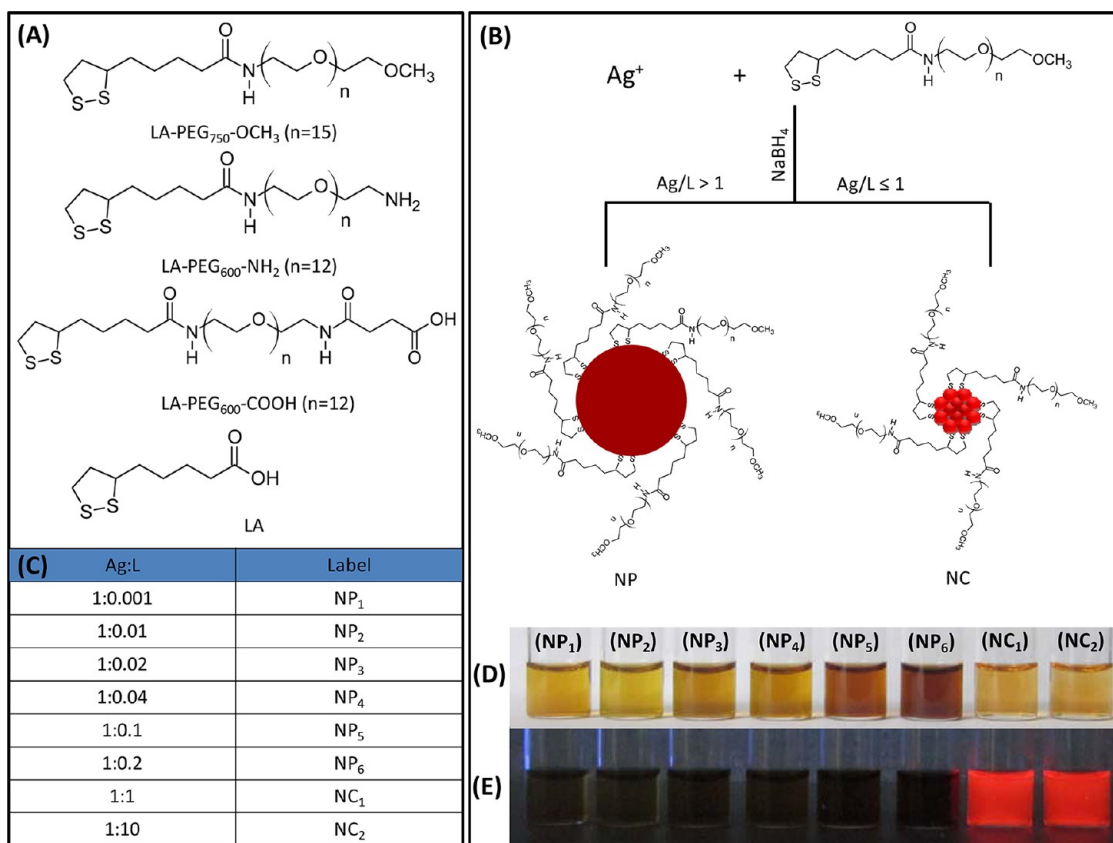 (A)
O
N
H
O
n
OCH₃
S
S
LA-PEG₇₅₀-OCH₃ (n=15)
O
N
H
O
n
NH₂
S
S
LA-PEG₆₀₀-NH₂ (n=12)
O
N
H
O
n
H
N
O
OH
O
S
S
LA-PEG₆₀₀-COOH (n=12)
O
OH
S
S
LA
(B)
Ag⁺ +
O
N
H
O
n
OCH₃
S
S
NaBH₄
Ag/L > 1
Ag/L ≤ 1
NP
NC
(C)
Ag:L Label
1:0.001 NP₁
1:0.01 NP₂
1:0.02 NP₃
1:0.04 NP₄
1:0.1 NP₅
1:0.2 NP₆
1:1 NC₁
1:10 NC₂
(D)
(NP₁) (NP₂) (NP₃) (NP₄) (NP₅) (NP₆) (NC₁) (NC₂)
(E)